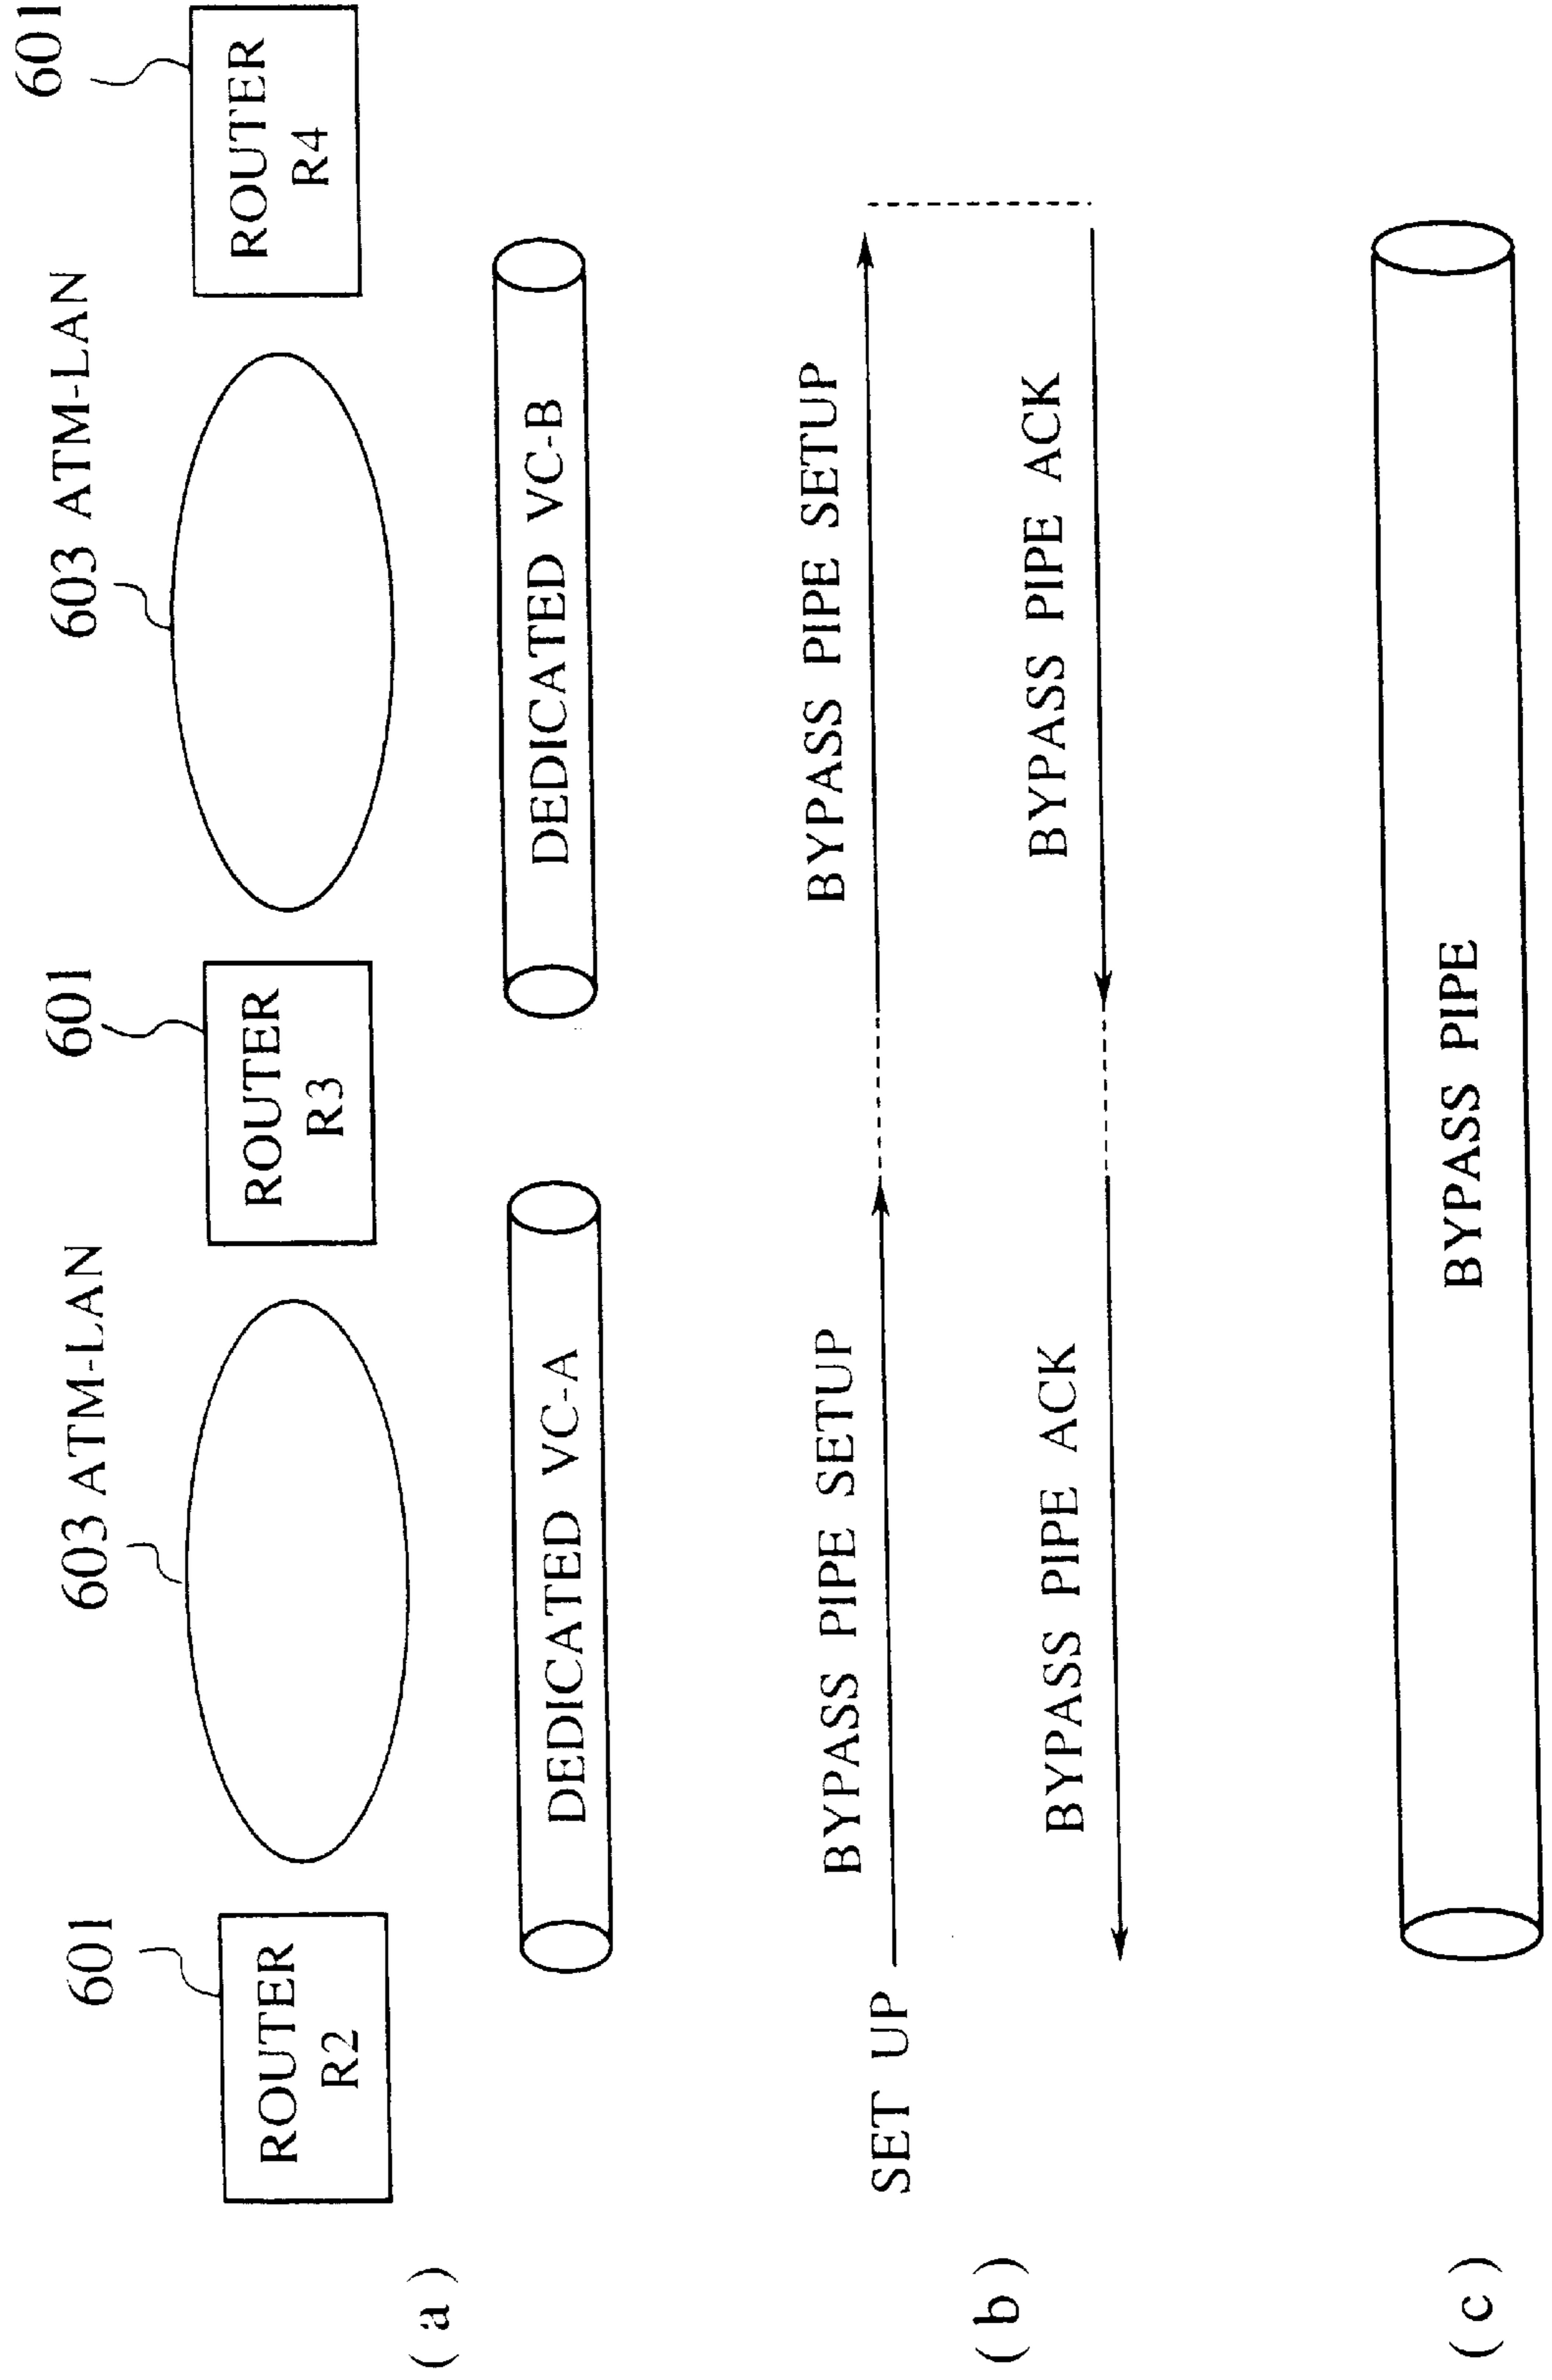 601
603 ATM-LAN
601
603 ATM-LAN
601
ROUTER
R2
ROUTER
R3
ROUTER
R4
(a)
DEDICATED VC-A
DEDICATED VC-B
BYPASS PIPE SETUP
BYPASS PIPE SETUP
SET UP
(b)
BYPASS PIPE ACK
BYPASS PIPE ACK
BYPASS PIPE
(c)